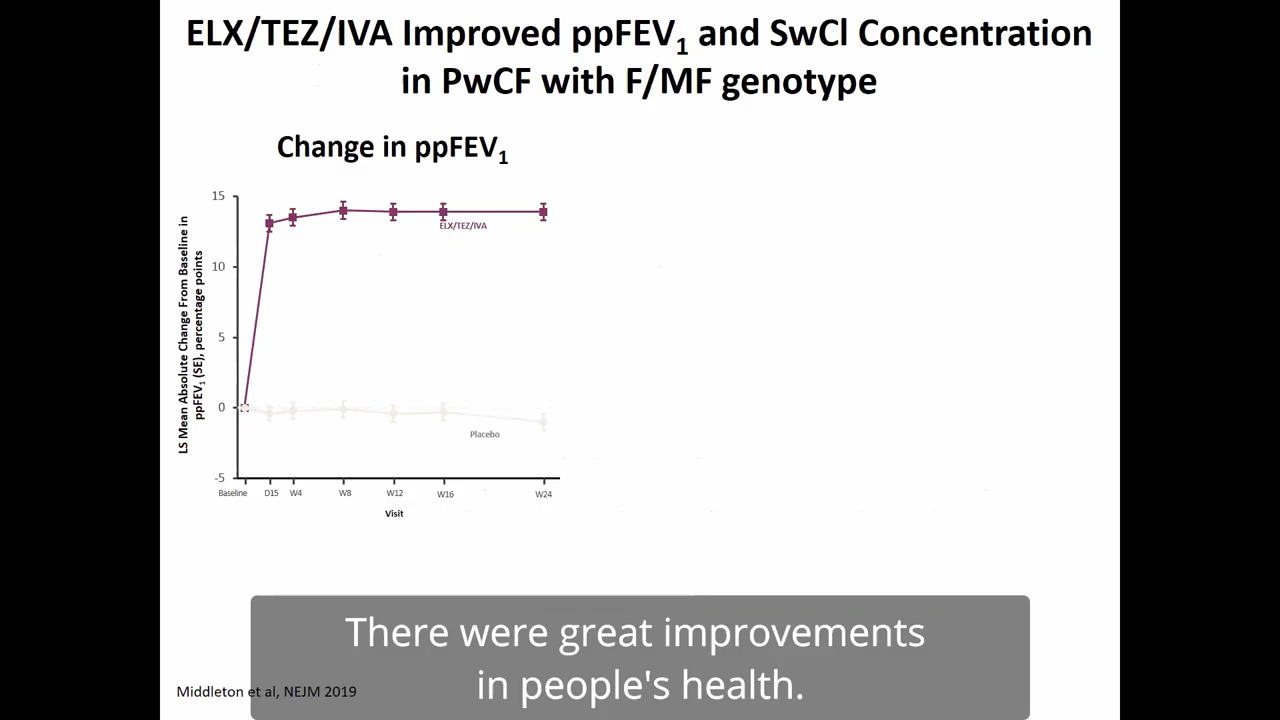 ELX/TEZ/IVA Improved ppFEV₁ and SwCl Concentration
in PwCF with F/MF genotype
Change in ppFEV₁
LS Mean Absolute Change From Baseline in
ppFEV₁ (SE), percentage points
15
10
5
0
-5
ELX/TEZ/IVA
Placebo
Baseline D15 W4 W8 W12 W16 W24
Visit
There were great improvements
in people's health.
Middleton et al, NEJM 2019